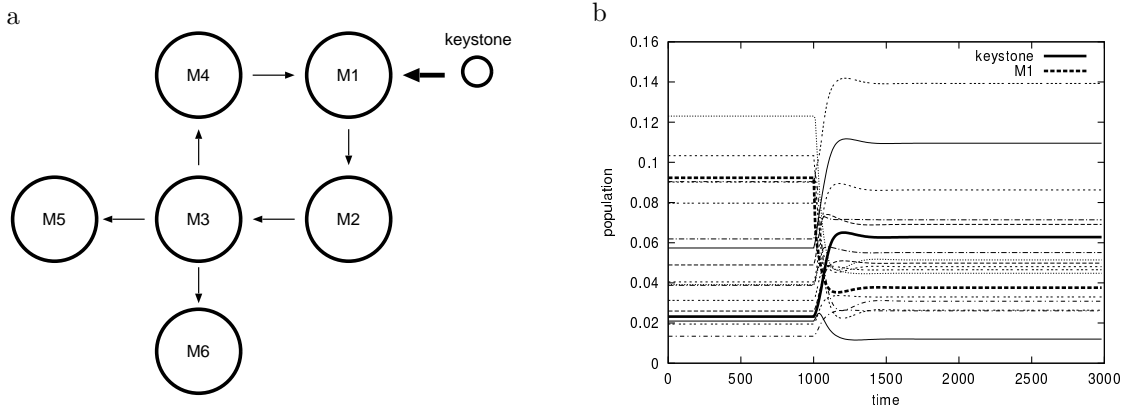 a
keystone
M4 M1
M5 M3 M2
M6
b
0.16
0.14
0.12
0.1
0.08
0.06
0.04
0.02
0
population
keystone
M1
0 500 1000 1500 2000 2500 3000
time